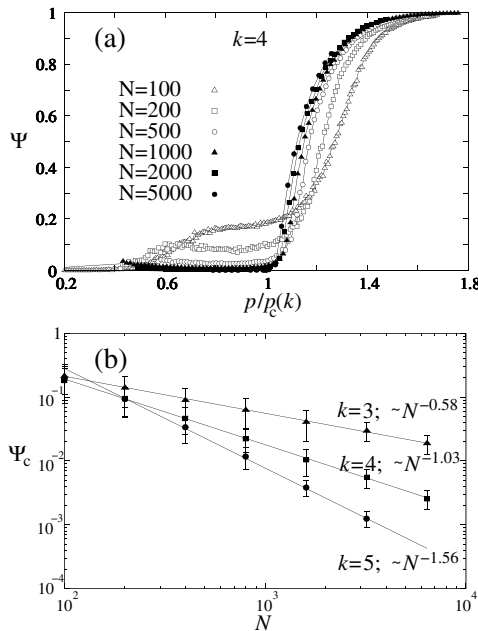 (a)
k=4
N=100
N=200
N=500
N=1000
N=2000
N=5000
Ψ
1
0.8
0.6
0.4
0.2
0
0.2
0.6
1
1.4
1.8
p/p_c(k)
(b)
Ψ_c
1
10^-1
10^-2
10^-3
10^-4
k=3; ~N^-0.58
k=4; ~N^-1.03
k=5; ~N^-1.56
10^2
10^3
10^4
N